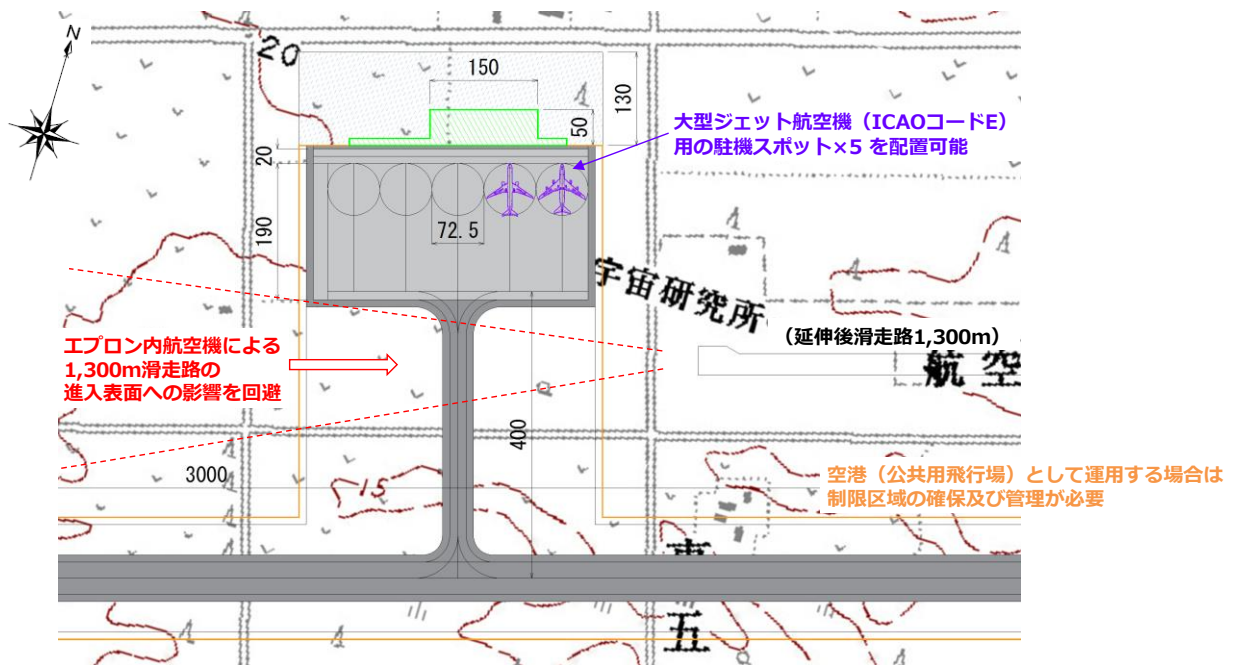 N
20
150
130
50
大型ジェット航空機（ICAOコードE）
用の駐機スポット×5 を配置可能
20
190
72.5
宇宙研究所
（延伸後滑走路1,300m）
航空
エプロン内航空機による
1,300m滑走路の
進入表面への影響を回避
400
3000
15
空港（公共用飛行場）として運用する場合は
制限区域の確保及び管理が必要
東
五